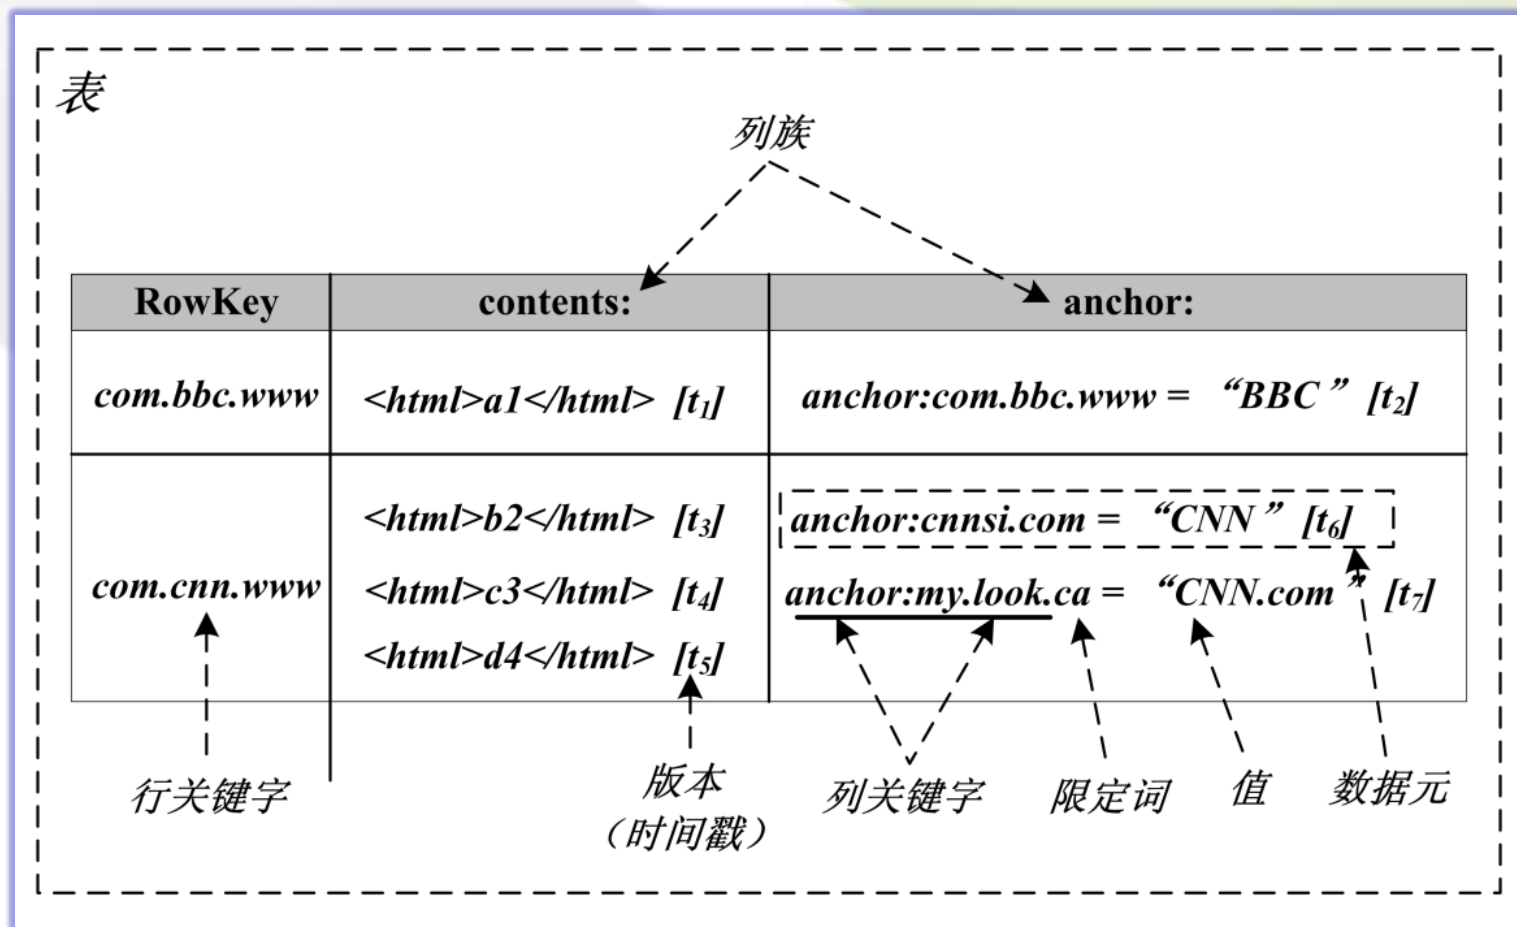 表
列族
RowKey contents: anchor:
com.bbc.www <html>a1</html> [t1] anchor:com.bbc.www = “BBC” [t2]
<html>b2</html> [t3] anchor:cnnsi.com = “CNN” [t6]
com.cnn.www <html>c3</html> [t4] anchor:my.look.ca = “CNN.com” [t7]
<html>d4</html> [t5]
行关键字 版本 列关键字 限定词 值 数据元
（时间戳）